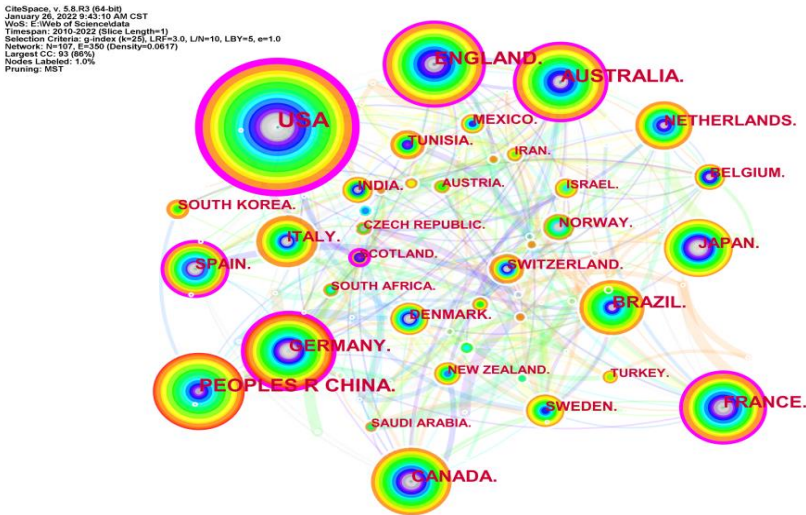 CiteSpace, v. 5.8.R3 (64-bit)
January 26, 2022 9:43:10 AM CST
WoS: E:\Web of Science\data
Timespan: 2010-2022 (Slice Length=1)
Selection Criteria: g-index (k=25), LRF=3.0, L/N=10, LBY=5, e=1.0
Network: N=107, E=350 (Density=0.0617)
Largest CC: 93 (86%)
Nodes Labeled: 1.0%
Pruning: MST
ENGLAND.
AUSTRALIA.
USA
MEXICO.
NETHERLANDS.
TUNISIA.
IRAN.
BELGIUM.
INDIA.
AUSTRIA.
ISRAEL.
SOUTH KOREA.
CZECH REPUBLIC.
NORWAY.
ITALY.
JAPAN.
SCOTLAND.
SPAIN.
SWITZERLAND.
SOUTH AFRICA.
BRAZIL.
DENMARK.
GERMANY.
NEW ZEALAND.
TURKEY.
PEOPLES R CHINA.
FRANCE.
SWEDEN.
SAUDI ARABIA.
CANADA.